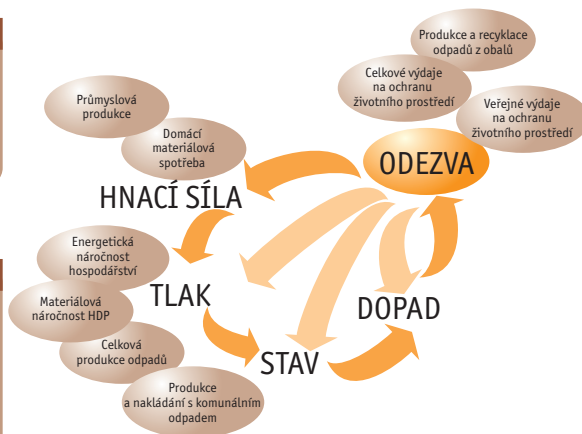 Produkce a recyklace
odpadů z obalů
Celkové výdaje
na ochranu
životního prostředí
Veřejné výdaje
na ochranu
životního prostředí
Průmyslová
produkce
Domácí
materiálová
spotřeba
ODEZVA
HNACÍ SÍLA
Energetická
náročnost
hospodářství
TLAK
Materiálová
náročnost HDP
DOPAD
Celková
produkce odpadů
STAV
Produkce
a nakládání s komunálním
odpadem